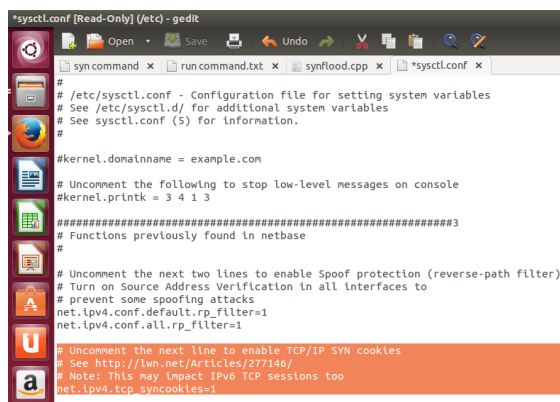 *sysctl.conf [Read-Only] (/etc) - gedit
Open Save Undo
syn command × run command.txt × synflood.cpp × *sysctl.conf ×
#
# /etc/sysctl.conf - Configuration file for setting system variables
# See /etc/sysctl.d/ for additional system variables
# See sysctl.conf (5) for information.
#
#kernel.domainname = example.com
# Uncomment the following to stop low-level messages on console
#kernel.printk = 3 4 1 3
##############################################################3
# Functions previously found in netbase
#
# Uncomment the next two lines to enable Spoof protection (reverse-path filter)
# Turn on Source Address Verification in all interfaces to
# prevent some spoofing attacks
net.ipv4.conf.default.rp_filter=1
net.ipv4.conf.all.rp_filter=1
# Uncomment the next line to enable TCP/IP SYN cookies
# See http://lwn.net/Articles/277146/
# Note: This may impact IPv6 TCP sessions too
net.ipv4.tcp_syncookies=1